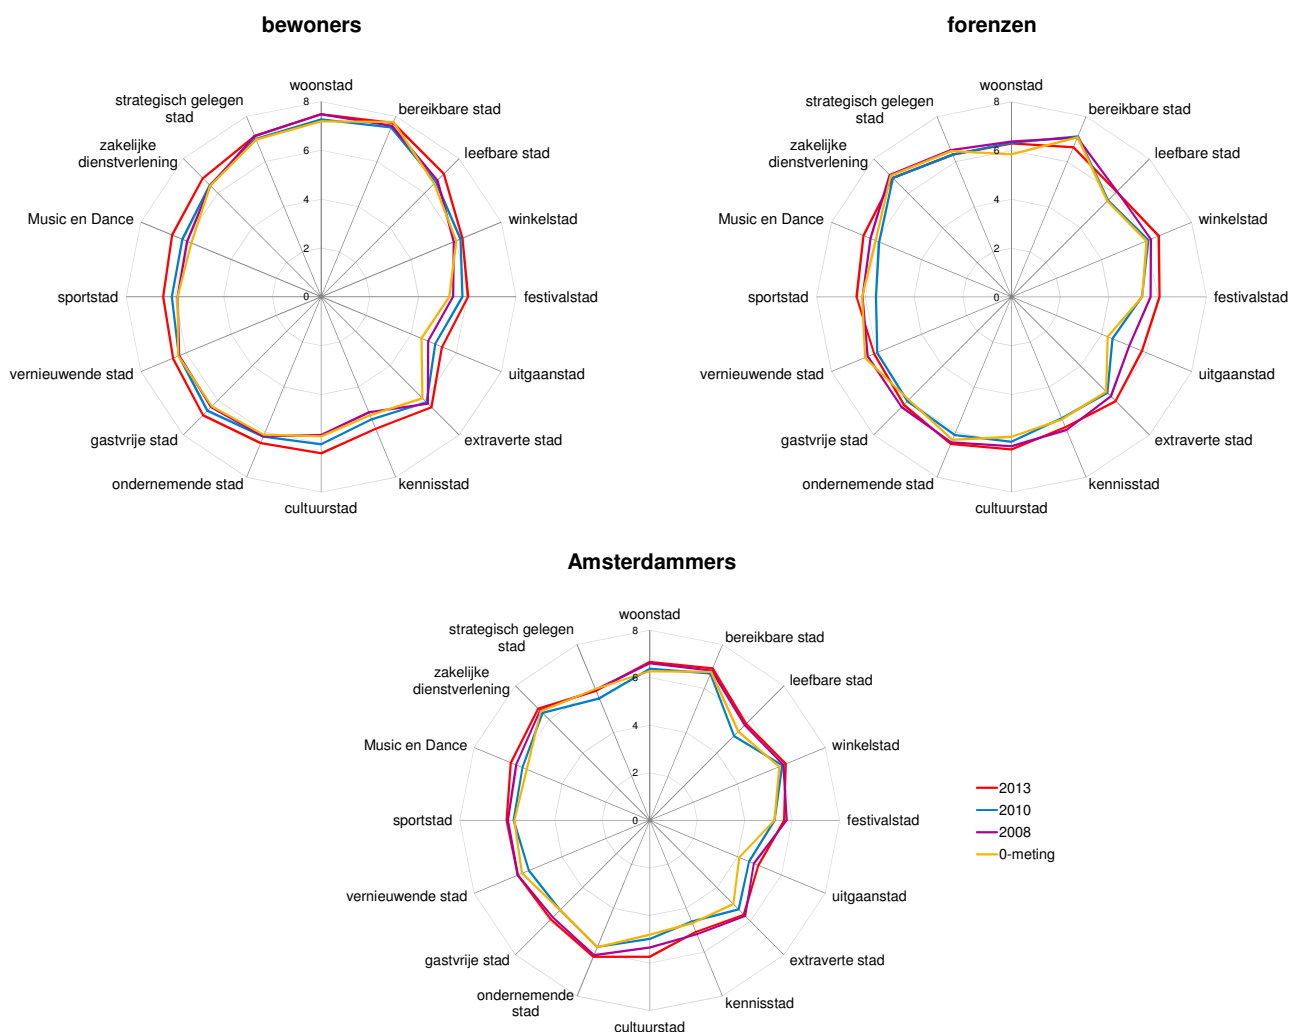 bewoners
woonstad
bereikbare stad
leefbare stad
winkelstad
festivalstad
uitgaanstad
extraverte stad
kennisstad
cultuurstad
ondernemende stad
gastvrije stad
vernieuwende stad
sportstad
Music en Dance
zakelijke
dienstverlening
strategisch gelegen
stad
8
6
4
2
0
forenzen
woonstad
bereikbare stad
leefbare stad
winkelstad
festivalstad
uitgaanstad
extraverte stad
kennisstad
cultuurstad
ondernemende stad
gastvrije stad
vernieuwende stad
sportstad
Music en Dance
zakelijke
dienstverlening
strategisch gelegen
stad
8
6
4
2
0
Amsterdammers
woonstad
bereikbare stad
leefbare stad
winkelstad
festivalstad
uitgaanstad
extraverte stad
kennisstad
cultuurstad
ondernemende
stad
gastvrije stad
vernieuwende stad
sportstad
Music en Dance
zakelijke
dienstverlening
strategisch gelegen
stad
8
6
4
2
0
2013
2010
2008
0-meting